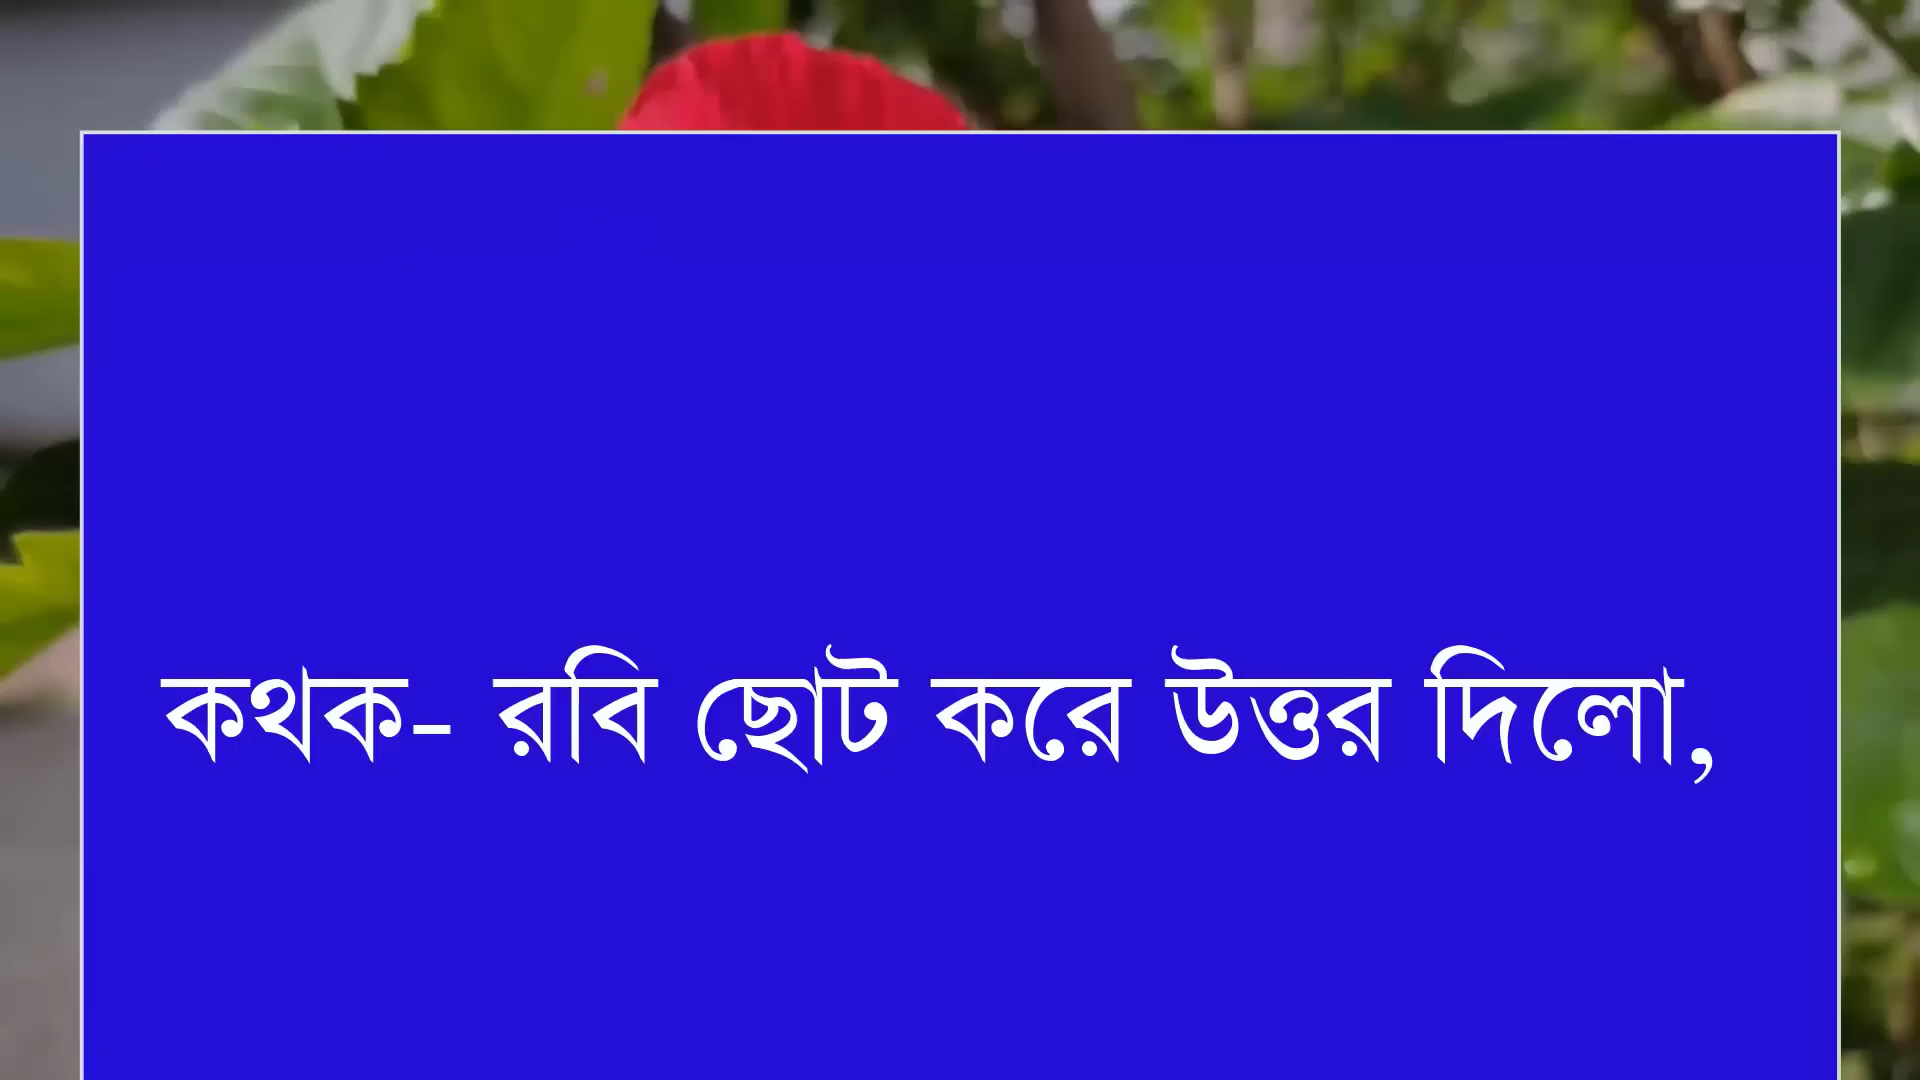 কথক- রবি ছোট করে উত্তর দিলো,